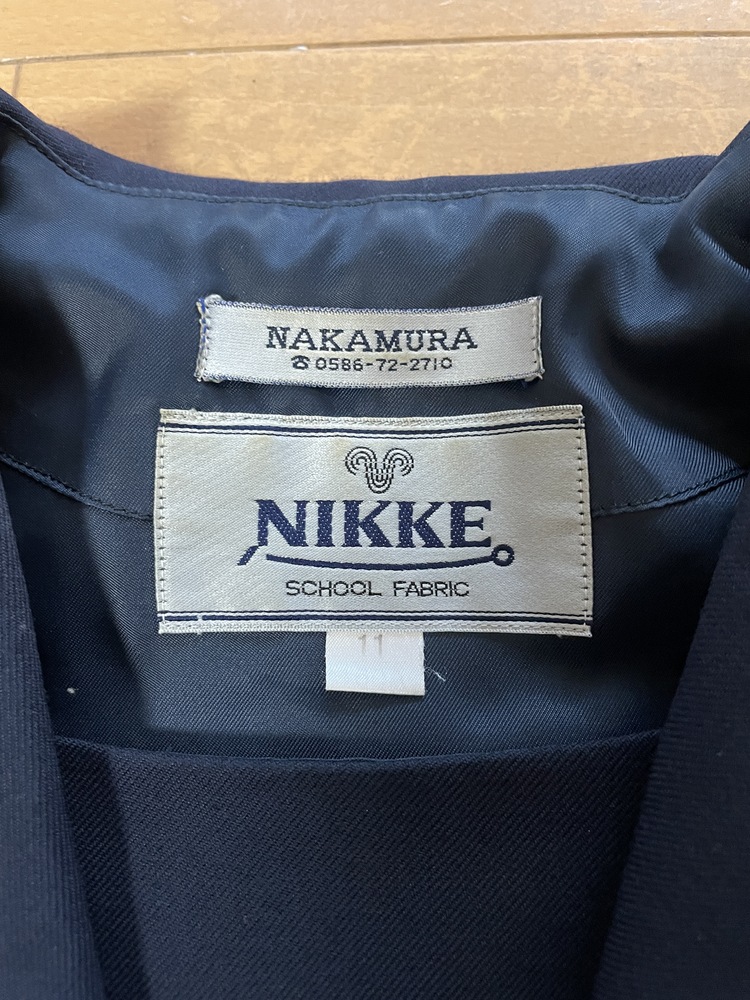 NAKAMURA
☎0586-72-2710
NIKKE
SCHOOL FABRIC
11